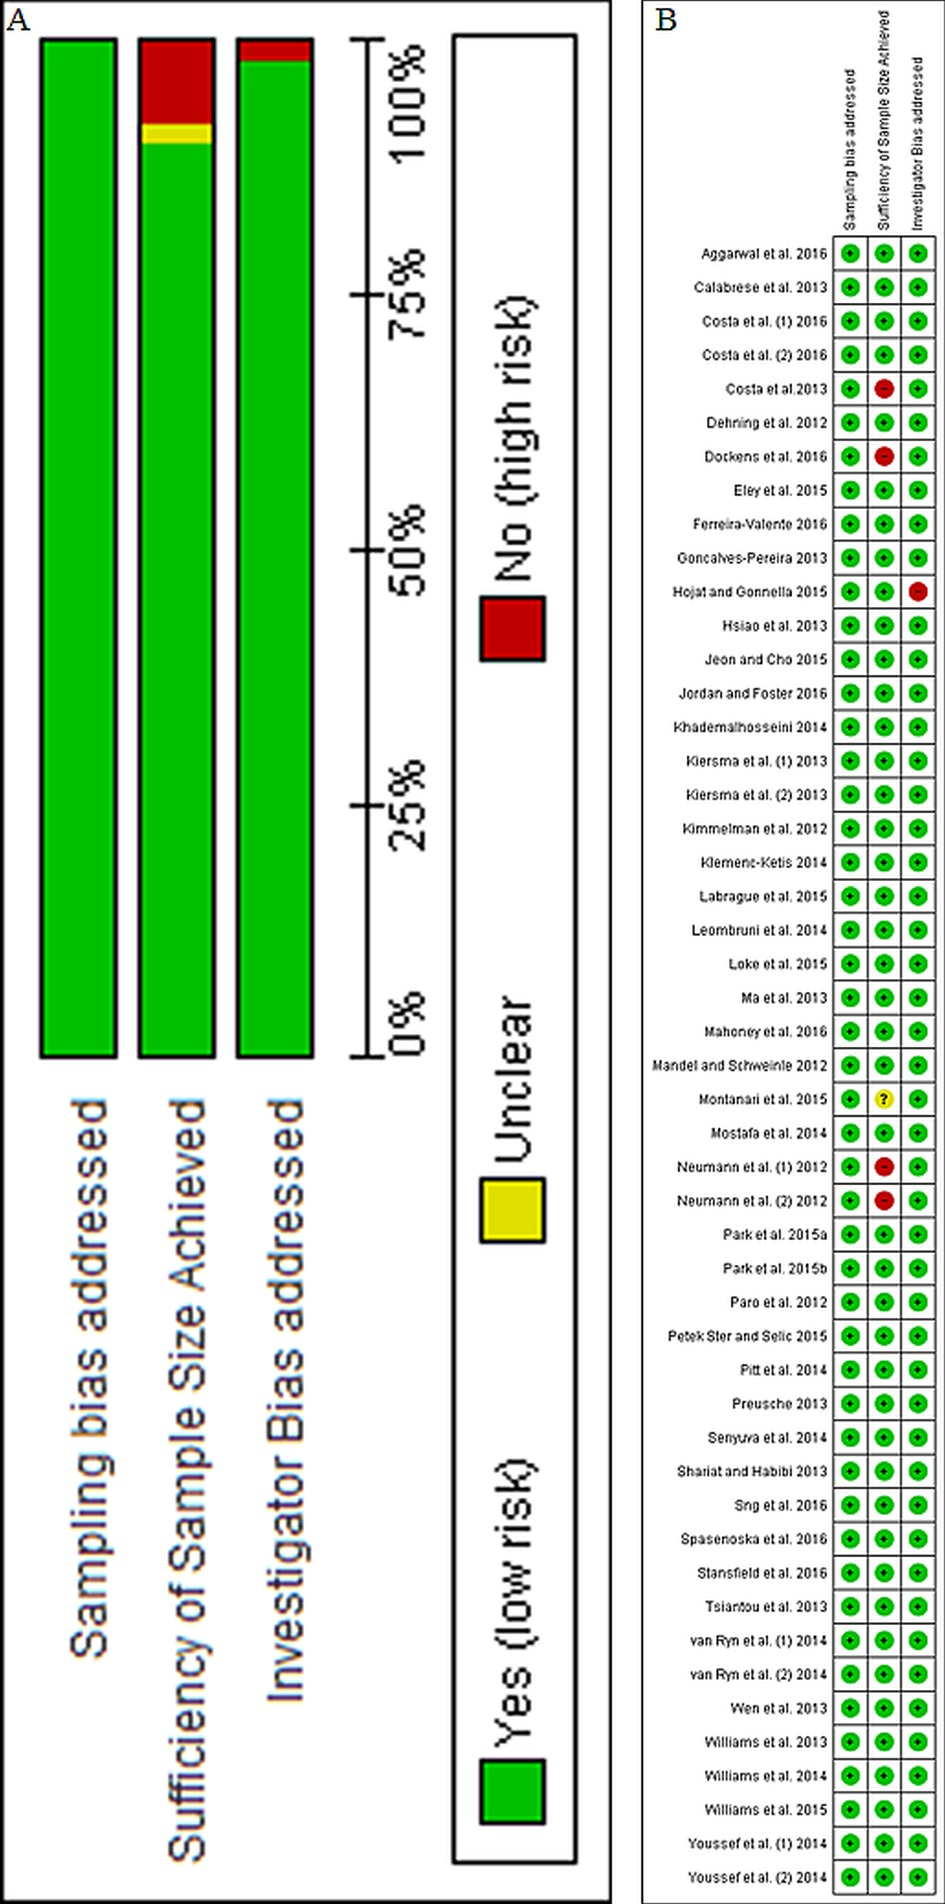 A
Sampling bias addressed
Sufficiency of Sample Size Achieved
Investigator Bias addressed
0%
25%
50%
75%
100%
Yes (low risk)
Unclear
No (high risk)
B
Sampling bias addressed
Sufficiency of Sample Size Achieved
Investigator Bias addressed
Aggarwal et al. 2016
Calabrese et al. 2013
Costa et al. (1) 2016
Costa et al. (2) 2016
Costa et al.2013
Dehning et al. 2012
Dockens et al. 2016
Eley et al. 2015
Ferreira-Valente 2016
Goncalves-Pereira 2013
Hojat and Gonnella 2015
Hsiao et al. 2013
Jeon and Cho 2015
Jordan and Foster 2016
Khademalhosseini 2014
Kiersma et al. (1) 2013
Kiersma et al. (2) 2013
Kimmelman et al. 2012
Klemenc-Ketis 2014
Labrague et al. 2015
Leombruni et al. 2014
Loke et al. 2015
Ma et al. 2013
Mahoney et al. 2016
Mandel and Schweinle 2012
Montanari et al. 2015
?
Mostafa et al. 2014
Neumann et al. (1) 2012
Neumann et al. (2) 2012
Park et al. 2015a
Park et al. 2015b
Paro et al. 2012
Petek Ster and Selic 2015
Pitt et al. 2014
Preusche 2013
Senyuva et al. 2014
Shariat and Habibi 2013
Sng et al. 2016
Spasenoska et al. 2016
Stansfield et al. 2016
Tsiantou et al. 2013
van Ryn et al. (1) 2014
van Ryn et al. (2) 2014
Wen et al. 2013
Williams et al. 2013
Williams et al. 2014
Williams et al. 2015
Youssef et al. (1) 2014
Youssef et al. (2) 2014